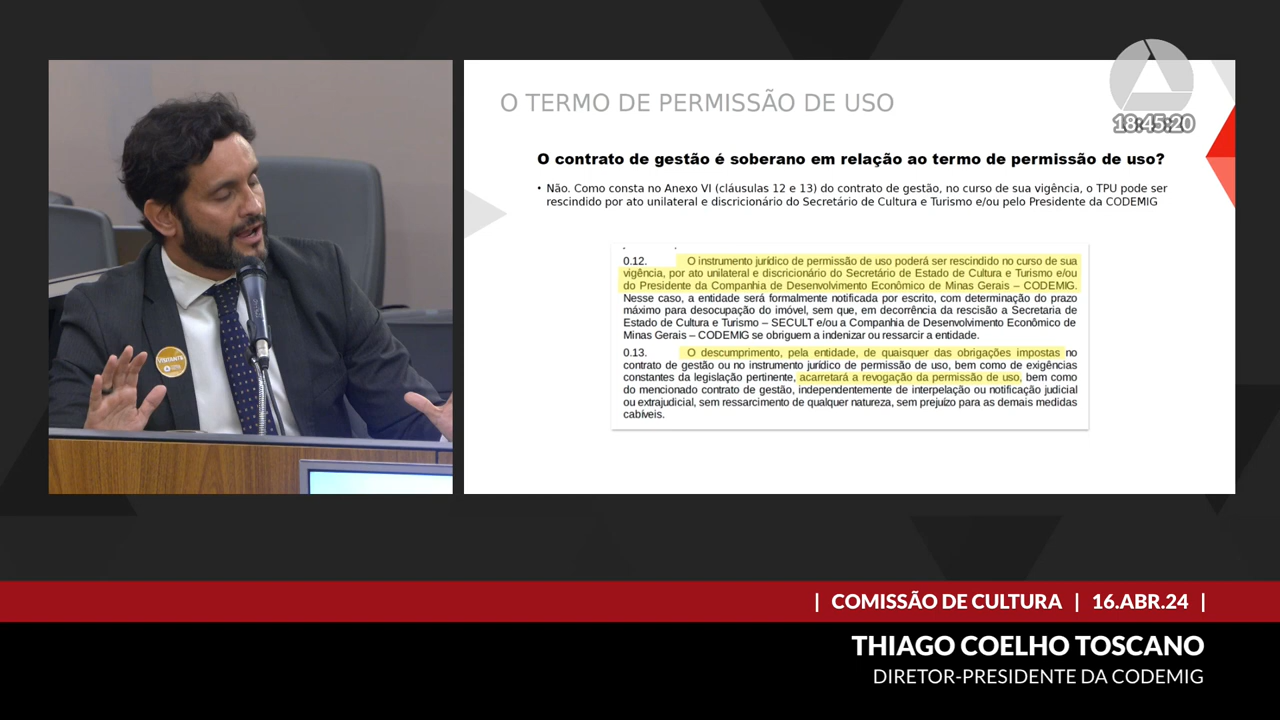 18:45:20
O TERMO DE PERMISSÃO DE USO
O contrato de gestão é soberano em relação ao termo de permissão de uso?
• Não. Como consta no Anexo VI (cláusulas 12 e 13) do contrato de gestão, no curso de sua vigência, o TPU pode ser
rescindido por ato unilateral e discricionário do Secretário de Cultura e Turismo e/ou pelo Presidente da CODEMIG
0.12. O instrumento jurídico de permissão de uso poderá ser rescindido no curso de sua
vigência, por ato unilateral e discricionário do Secretário de Estado de Cultura e Turismo e/ou
do Presidente da Companhia de Desenvolvimento Econômico de Minas Gerais – CODEMIG.
Nesse caso, a entidade será formalmente notificada por escrito, com determinação do prazo
máximo para desocupação do imóvel, sem que, em decorrência da rescisão a Secretaria de
Estado de Cultura e Turismo – SECULT e/ou a Companhia de Desenvolvimento Econômico de
Minas Gerais – CODEMIG se obriguem a indenizar ou ressarcir a entidade.
0.13. O descumprimento, pela entidade, de quaisquer das obrigações impostas no
contrato de gestão ou no instrumento jurídico de permissão de uso, bem como de exigências
constantes da legislação pertinente, acarretará a revogação da permissão de uso, bem como
do mencionado contrato de gestão, independentemente de interpelação ou notificação judicial
ou extrajudicial, sem ressarcimento de qualquer natureza, sem prejuízo para as demais medidas
cabíveis.
VISITANTE
| COMISSÃO DE CULTURA | 16.ABR.24 |
THIAGO COELHO TOSCANO
DIRETOR-PRESIDENTE DA CODEMIG